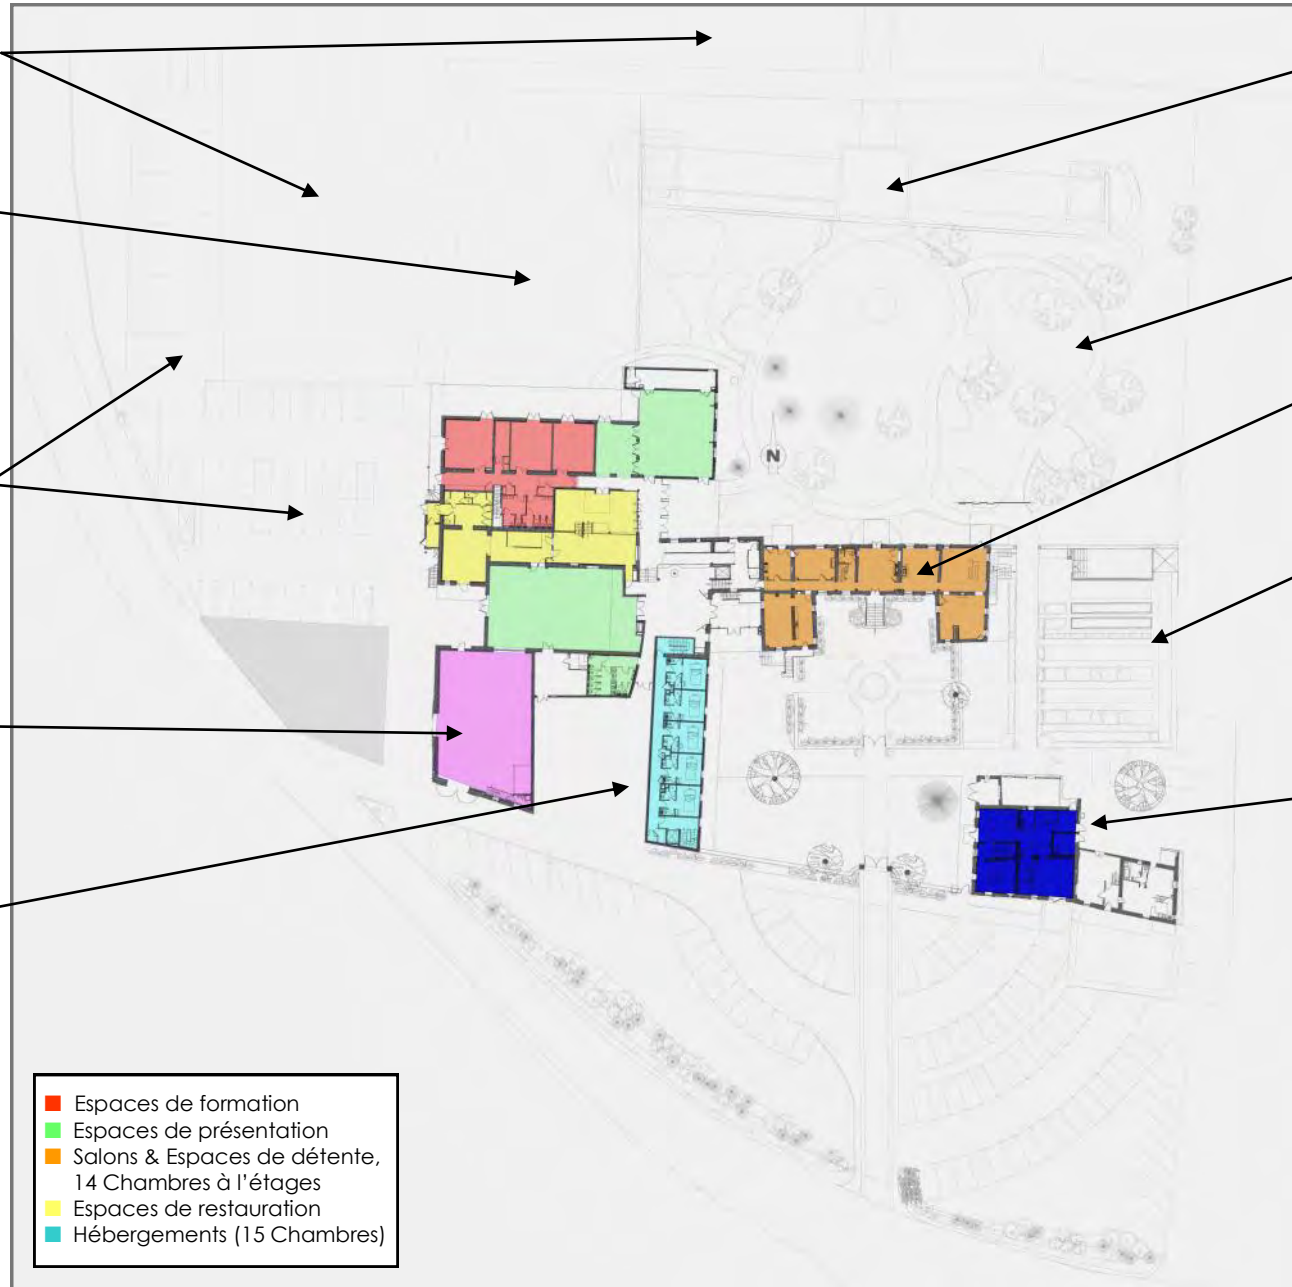 N
Espaces de formation
Espaces de présentation
Salons & Espaces de détente,
14 Chambres à l'étages
Espaces de restauration
Hébergements (15 Chambres)